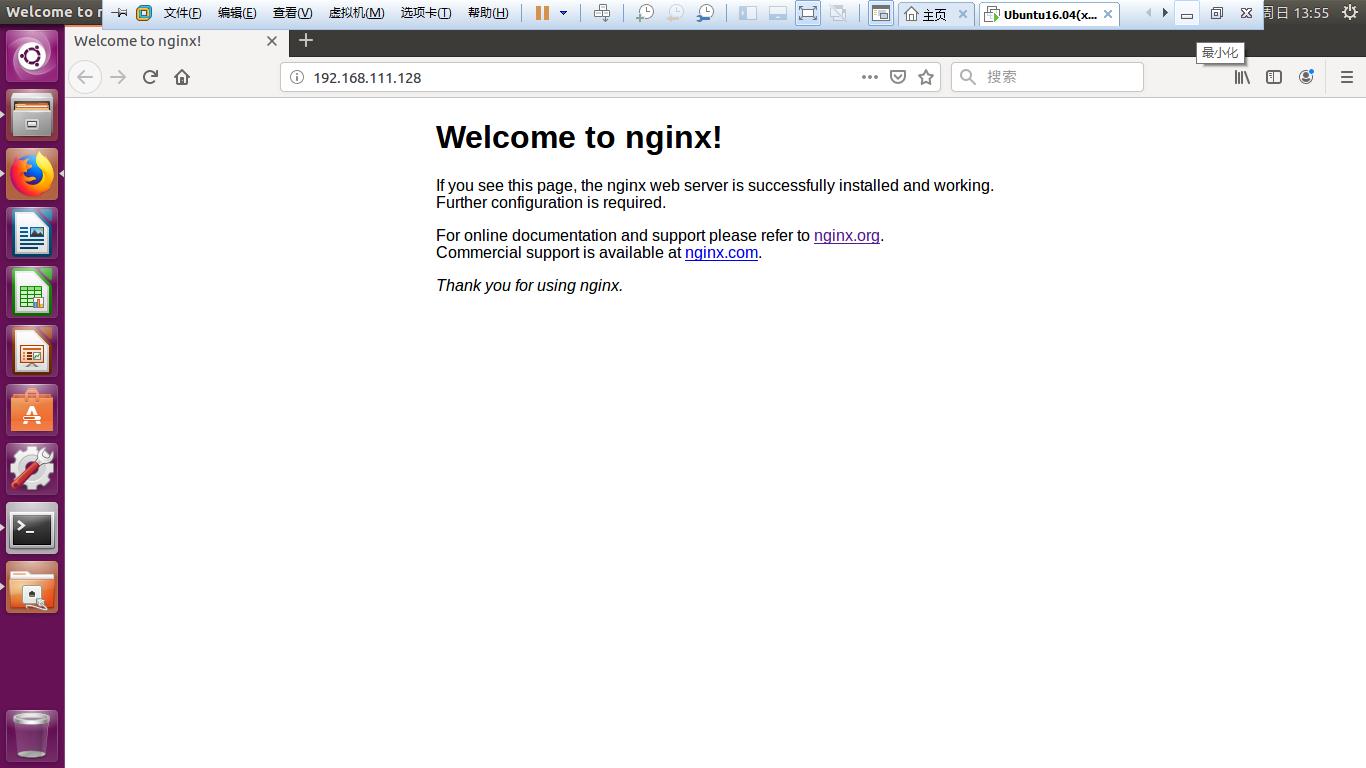 Welcome to n
文件(F) 编辑(E) 查看(V) 虚拟机(M) 选项卡(T) 帮助(H)
主页
Ubuntu16.04(x...
周日 13:55
Welcome to nginx!
最小化
192.168.111.128
搜索
Welcome to nginx!
If you see this page, the nginx web server is successfully installed and working.
Further configuration is required.
For online documentation and support please refer to nginx.org.
Commercial support is available at nginx.com.
Thank you for using nginx.